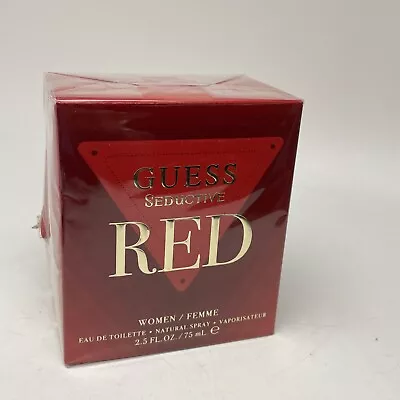 GUESS
SEDUCTIVE
RED
WOMEN / FEMME
EAU DE TOILETTE • NATURAL SPRAY • VAPORISATEUR
2.5 FL.OZ. / 75 mL ℮